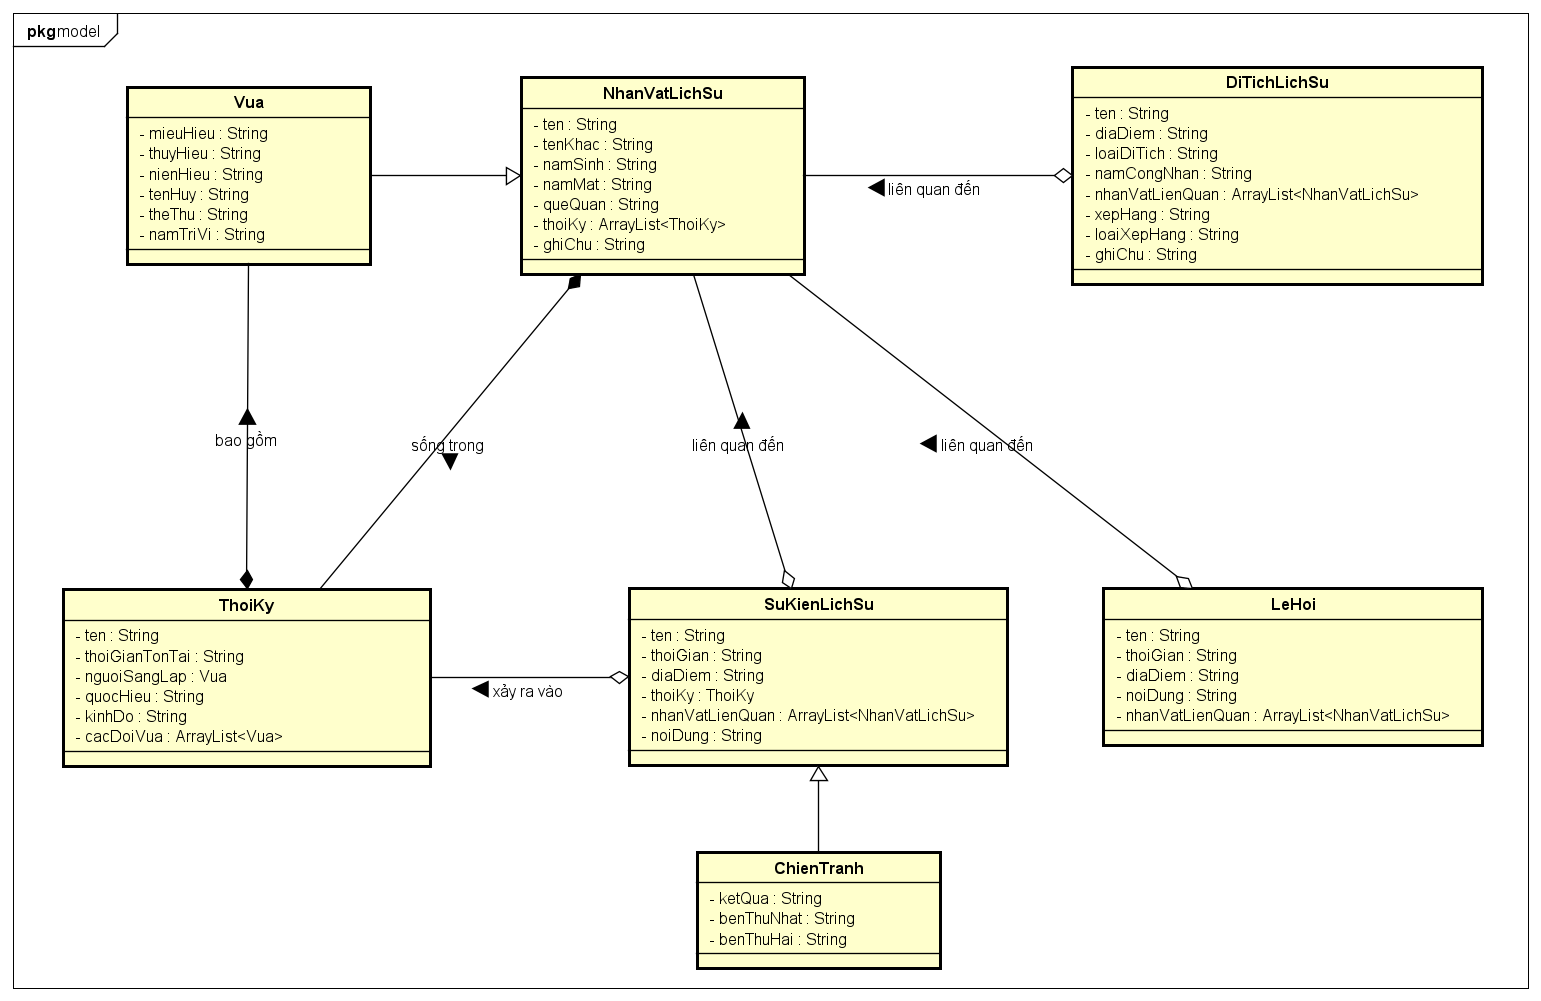 pkg model
Vua
- mieuHieu : String
- thuyHieu : String
- nienHieu : String
- tenHuy : String
- theThu : String
- namTriVi : String
NhanVatLichSu
- ten : String
- tenKhac : String
- namSinh : String
- namMat : String
- queQuan : String
- thoiKy : ArrayList<ThoiKy>
- ghiChu : String
DiTichLichSu
- ten : String
- diaDiem : String
- loaiDiTich : String
- namCongNhan : String
- nhanVatLienQuan : ArrayList<NhanVatLichSu>
- xepHang : String
- loaiXepHang : String
- ghiChu : String
liên quan đến
bao gồm
sống trong
liên quan đến
liên quan đến
ThoiKy
- ten : String
- thoiGianTonTai : String
- nguoiSangLap : Vua
- quocHieu : String
- kinhDo : String
- cacDoiVua : ArrayList<Vua>
xảy ra vào
SuKienLichSu
- ten : String
- thoiGian : String
- diaDiem : String
- thoiKy : ThoiKy
- nhanVatLienQuan : ArrayList<NhanVatLichSu>
- noiDung : String
LeHoi
- ten : String
- thoiGian : String
- diaDiem : String
- noiDung : String
- nhanVatLienQuan : ArrayList<NhanVatLichSu>
ChienTranh
- ketQua : String
- benThuNhat : String
- benThuHai : String